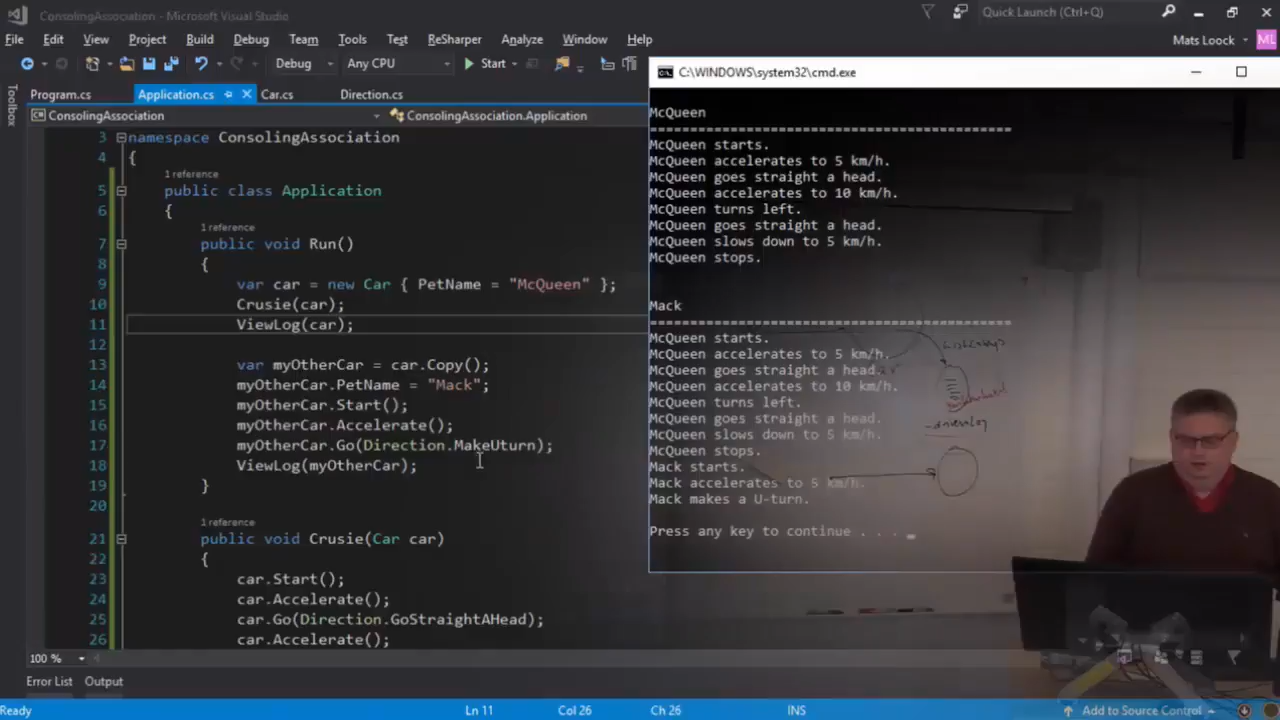 ConsolingAssociation - Microsoft Visual Studio
Quick Launch (Ctrl+Q)
File Edit View Project Build Debug Team Tools Test ReSharper Analyze Window Help
Mats Loock ML
Debug Any CPU Start
C:\WINDOWS\system32\cmd.exe
Toolbox
Program.cs Application.cs Car.cs Direction.cs
ConsolingAssociation ConsolingAssociation.Application
3 namespace ConsolingAssociation
4 {
1 reference
5 public class Application
6 {
1 reference
7 public void Run()
8 {
9 var car = new Car { PetName = "McQueen" };
10 Crusie(car);
11 ViewLog(car);
12
13 var myOtherCar = car.Copy();
14 myOtherCar.PetName = "Mack";
15 myOtherCar.Start();
16 myOtherCar.Accelerate();
17 myOtherCar.Go(Direction.MakeUturn);
18 ViewLog(myOtherCar);
19 }
20
1 reference
21 public void Crusie(Car car)
22 {
23 car.Start();
24 car.Accelerate();
25 car.Go(Direction.GoStraightAHead);
26 car.Accelerate();
McQueen
=============================================
McQueen starts.
McQueen accelerates to 5 km/h.
McQueen goes straight a head.
McQueen accelerates to 10 km/h.
McQueen turns left.
McQueen goes straight a head.
McQueen slows down to 5 km/h.
McQueen stops.
Mack
=============================================
McQueen starts.
McQueen accelerates to 5 km/h.
McQueen goes straight a head.
McQueen accelerates to 10 km/h.
McQueen turns left.
McQueen goes straight a head.
McQueen slows down to 5 km/h.
McQueen stops.
Mack starts.
Mack accelerates to 5 km/h.
Mack makes a U-turn.
Press any key to continue . . .
100 %
Error List Output
Ready Ln 11 Col 26 Ch 26 INS Add to Source Control